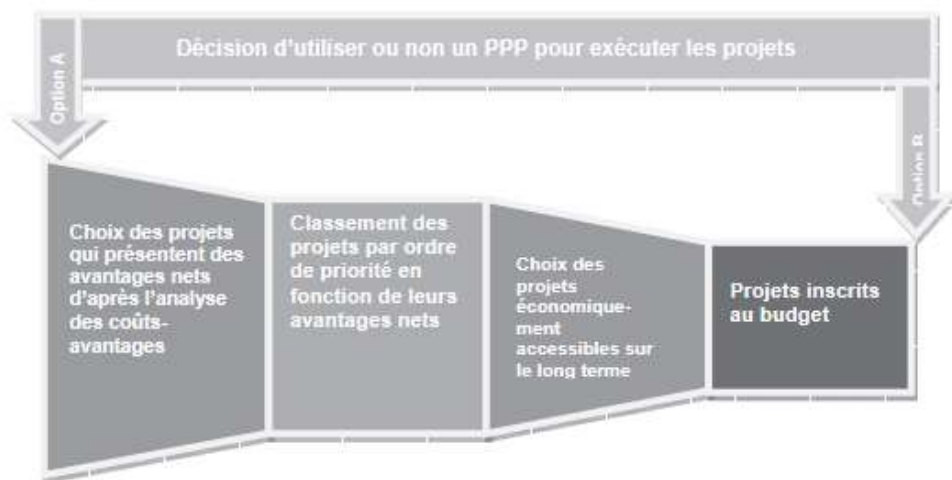 Décision d'utiliser ou non un PPP pour exécuter les projets
Option A
Option B
Choix des projets
qui présentent des
avantages nets
d'après l'analyse
des coûts-
avantages
Classement des
projets par ordre
de priorité en
fonction de leurs
avantages nets
Choix des
projets
économique-
ment
accessibles sur
le long terme
Projets inscrits
au budget